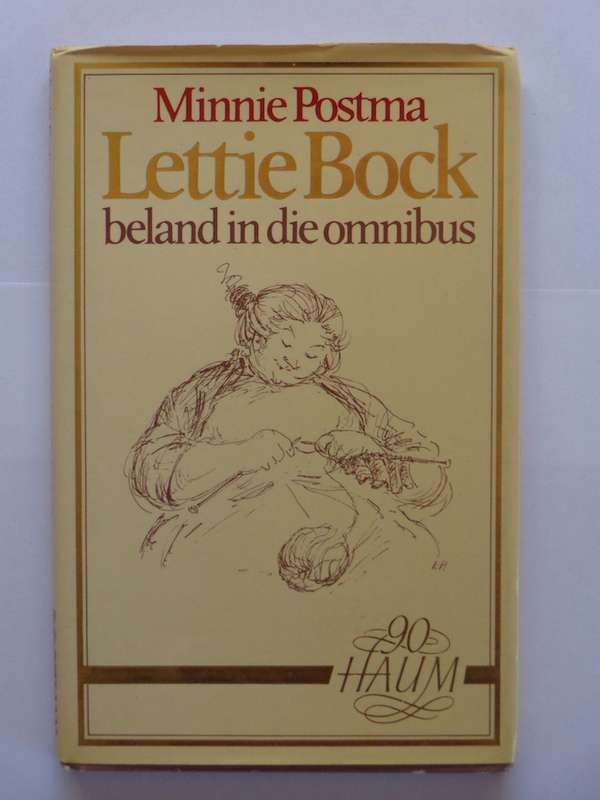 Minnie Postma
Lettie Bock
beland in die omnibus
90
HAUM